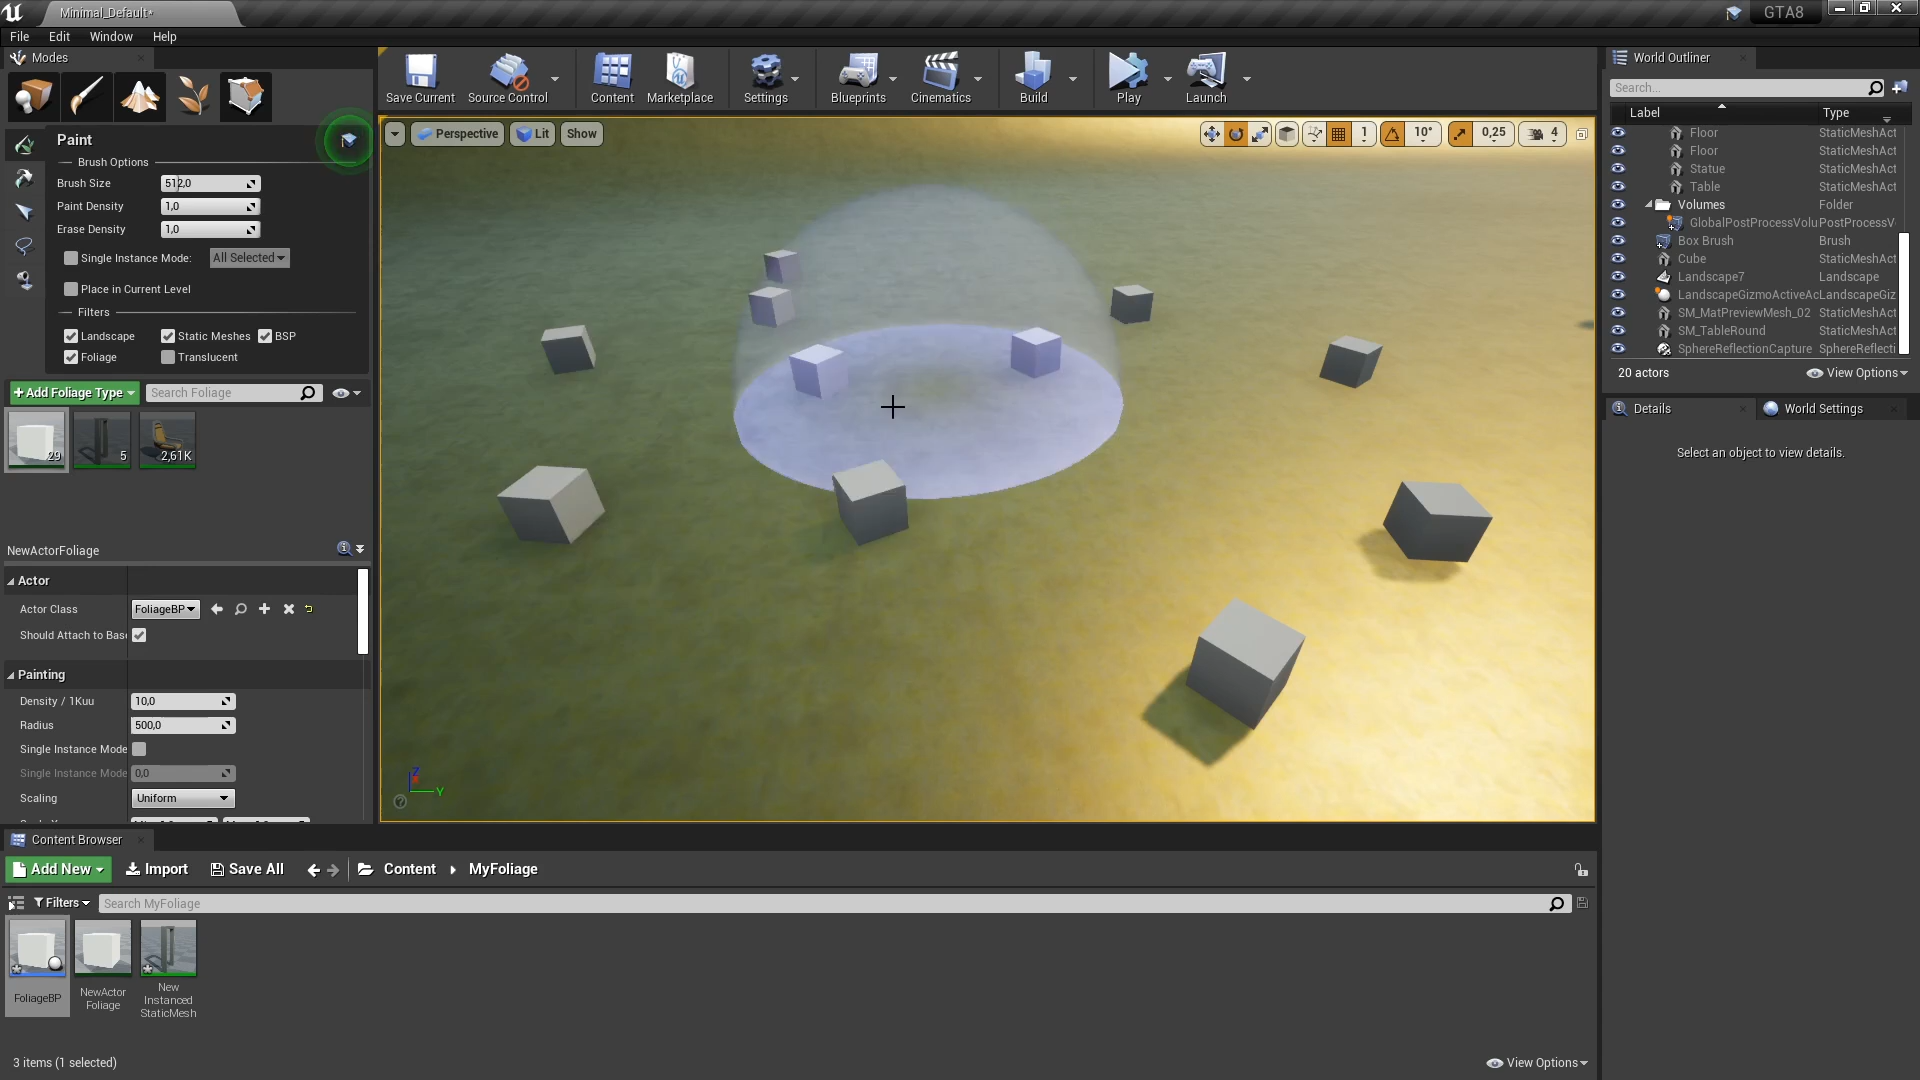 Minimal_Default*
GTA8
File Edit Window Help
Modes
Save Current
Source Control
Content
Marketplace
Settings
Blueprints
Cinematics
Build
Play
Launch
Paint
Brush Options
Brush Size 512,0
Paint Density 1,0
Erase Density 1,0
Single Instance Mode: All Selected
Place in Current Level
Filters
Landscape Static Meshes BSP
Foliage Translucent
Add Foliage Type
Search Foliage
29
5
2,61K
NewActorFoliage
Actor
Actor Class FoliageBP
Should Attach to Bas
Painting
Density / 1Kuu 10,0
Radius 500,0
Single Instance Mode
Single Instance Mode 0,0
Scaling Uniform
Perspective
Lit
Show
1
10°
0,25
4
Z
Y
World Outliner
Search...
Label Type
Floor StaticMeshAct
Floor StaticMeshAct
Statue StaticMeshAct
Table StaticMeshAct
Volumes Folder
GlobalPostProcessVolu PostProcessV
Box Brush Brush
Cube StaticMeshAct
Landscape7 Landscape
LandscapeGizmoActiveAc LandscapeGiz
SM_MatPreviewMesh_02 StaticMeshAct
SM_TableRound StaticMeshAct
SphereReflectionCapture SphereReflecti
20 actors
View Options
Details
World Settings
Select an object to view details.
Content Browser
Add New
Import
Save All
Content
MyFoliage
Filters
Search MyFoliage
FoliageBP
NewActor
Foliage
New
Instanced
StaticMesh
3 items (1 selected)
View Options